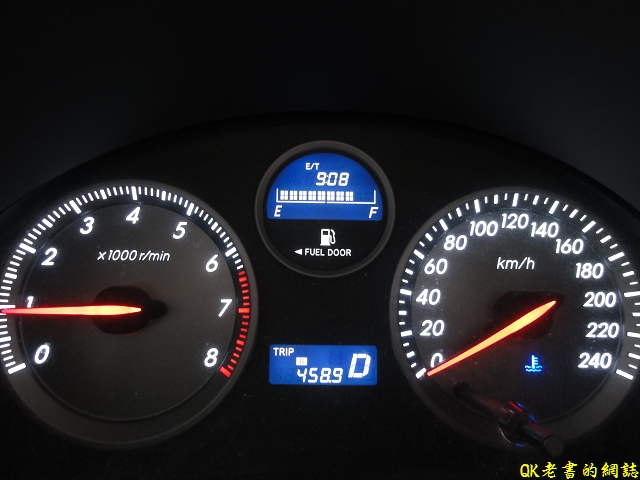 E/T
9:08
E F
◄ FUEL DOOR
0 1 2 3 4 5 6 7 8
x1000 r/min
TRIP
458.9 D
0 20 40 60 80 100 120 140 160 180 200 220 240
km/h
QK老書的網誌